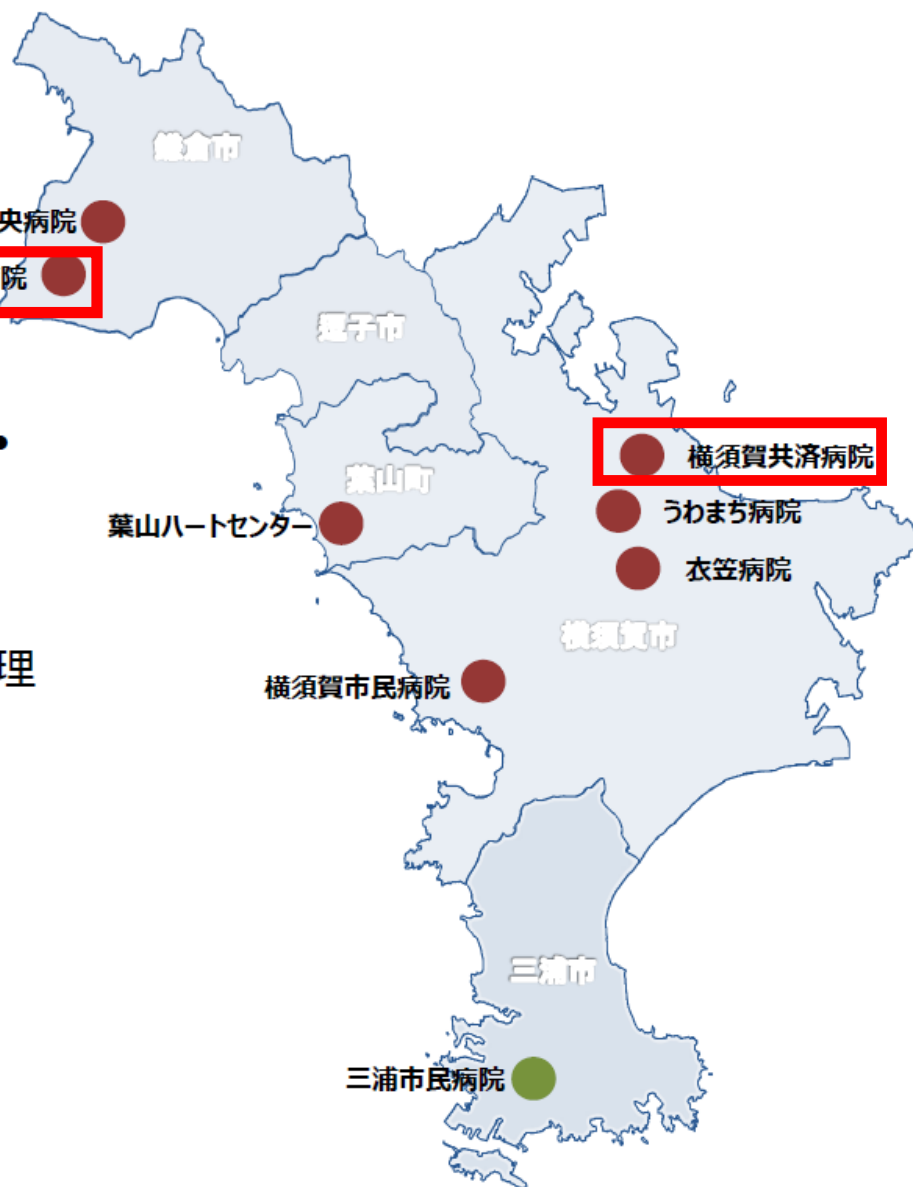 鎌倉市
央病院
院
逗子市
横須賀共済病院
葉山町
うわまち病院
葉山ハートセンター
衣笠病院
横須賀市
理
横須賀市民病院
三浦市
三浦市民病院